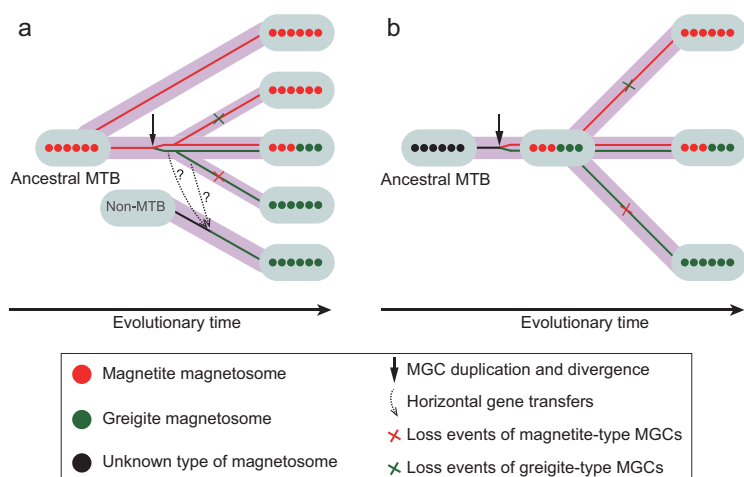 a
b
Ancestral MTB
?
?
Non-MTB
Ancestral MTB
Evolutionary time
Evolutionary time
Magnetite magnetosome
Greigite magnetosome
Unknown type of magnetosome
MGC duplication and divergence
Horizontal gene transfers
Loss events of magnetite-type MGCs
Loss events of greigite-type MGCs